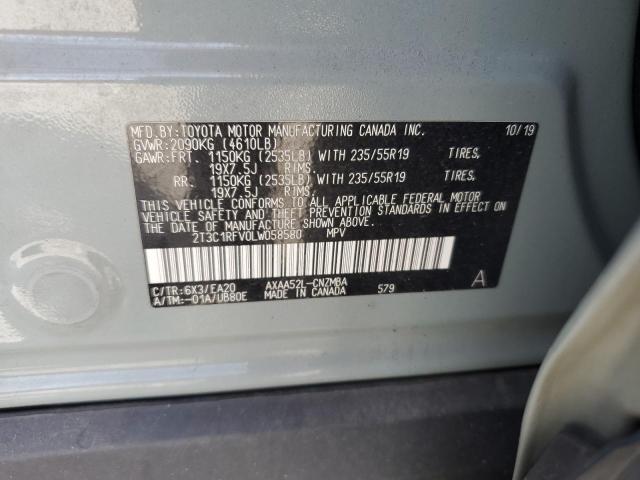 MFD.BY:TOYOTA MOTOR MANUFACTURING CANADA INC. 10/19
GVWR:2090KG (4610LB)
GAWR:FRT. 1150KG (2535LB) WITH 235/55R19 TIRES,
19X7.5J RIMS.
RR. 1150KG (2535LB) WITH 235/55R19 TIRES,
19X7.5J RIMS.
THIS VEHICLE CONFORMS TO ALL APPLICABLE FEDERAL MOTOR
VEHICLE SAFETY AND THEFT PREVENTION STANDARDS IN EFFECT ON
THE DATE OF MANUFACTURE SHOWN ABOVE.
2T3C1RFV0LW058580 MPV
C/TR:6X3/EA20 AXAA52L-CNZMBA A
A/TM:-01A/UB80E MADE IN CANADA 579